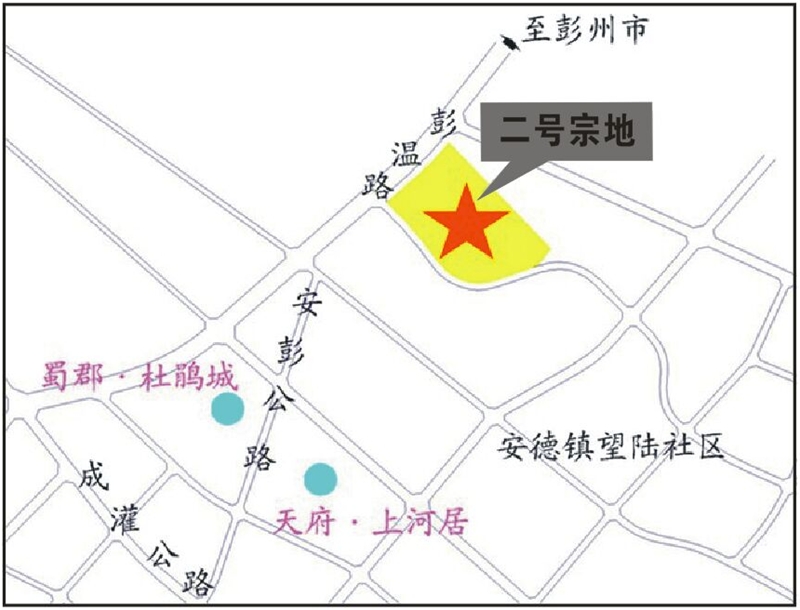 至彭州市
二号宗地
彭温路
安彭公路
蜀郡·杜鹃城
安德镇望陆社区
天府·上河居
成灌公路